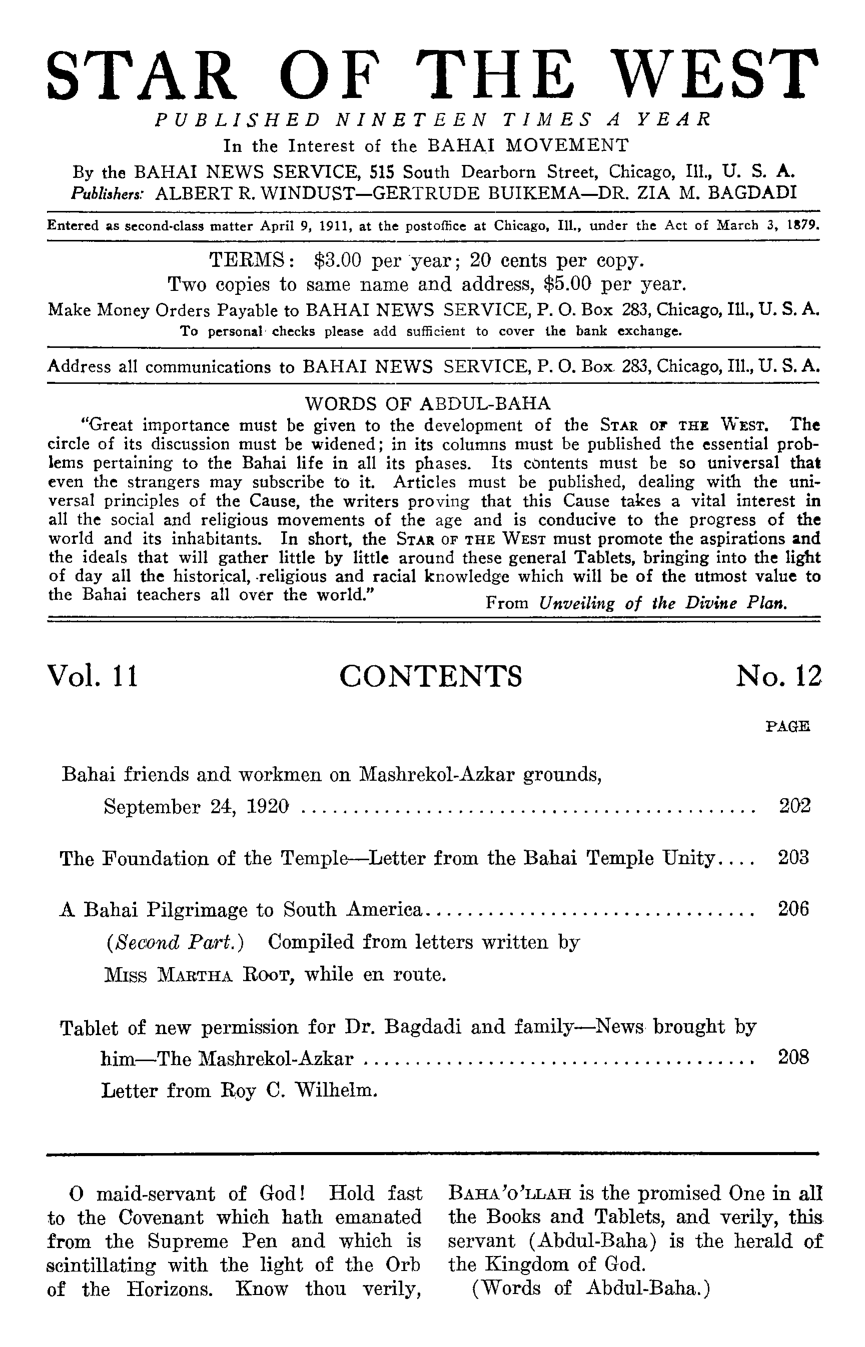 STAR OF THE WEST
PUBLISHED NINETEEN TIMES A YEAR
In the Interest of the BAHAI MOVEMENT
By the BAHAI NEWS SERVICE, 515 South Dearborn Street, Chicago, Ill., U. S. A.
Publishers: ALBERT R. WINDUST—GERTRUDE BUIKEMA—DR. ZIA M. BAGDADI
Entered as second-class matter April 9, 1911, at the postoffice at Chicago, Ill., under the Act of March 3, 1879.
TERMS: $3.00 per year; 20 cents per copy.
Two copies to same name and address, $5.00 per year.
Make Money Orders Payable to BAHAI NEWS SERVICE, P. O. Box 283, Chicago, Ill., U. S. A.
To personal checks please add sufficient to cover the bank exchange.
Address all communications to BAHAI NEWS SERVICE, P. O. Box 283, Chicago, Ill., U. S. A.
WORDS OF ABDUL-BAHA
"Great importance must be given to the development of the STAR OF THE WEST. The
circle of its discussion must be widened; in its columns must be published the essential prob-
lems pertaining to the Bahai life in all its phases. Its contents must be so universal that
even the strangers may subscribe to it. Articles must be published, dealing with the uni-
versal principles of the Cause, the writers proving that this Cause takes a vital interest in
all the social and religious movements of the age and is conducive to the progress of the
world and its inhabitants. In short, the STAR OF THE WEST must promote the aspirations and
the ideals that will gather little by little around these general Tablets, bringing into the light
of day all the historical, religious and racial knowledge which will be of the utmost value to
the Bahai teachers all over the world."
From Unveiling of the Divine Plan.
Vol. 11 CONTENTS No. 12
PAGE
Bahai friends and workmen on Mashrekol-Azkar grounds,
September 24, 1920 ............................................ 202
The Foundation of the Temple—Letter from the Bahai Temple Unity.... 203
A Bahai Pilgrimage to South America................................ 206
(Second Part.) Compiled from letters written by
MISS MARTHA ROOT, while en route.
Tablet of new permission for Dr. Bagdadi and family—News brought by
him—The Mashrekol-Azkar ...................................... 208
Letter from Roy C. Wilhelm.
O maid-servant of God! Hold fast
to the Covenant which hath emanated
from the Supreme Pen and which is
scintillating with the light of the Orb
of the Horizons. Know thou verily,
BAHA'O'LLAH is the promised One in all
the Books and Tablets, and verily, this
servant (Abdul-Baha) is the herald of
the Kingdom of God.
(Words of Abdul-Baha.)